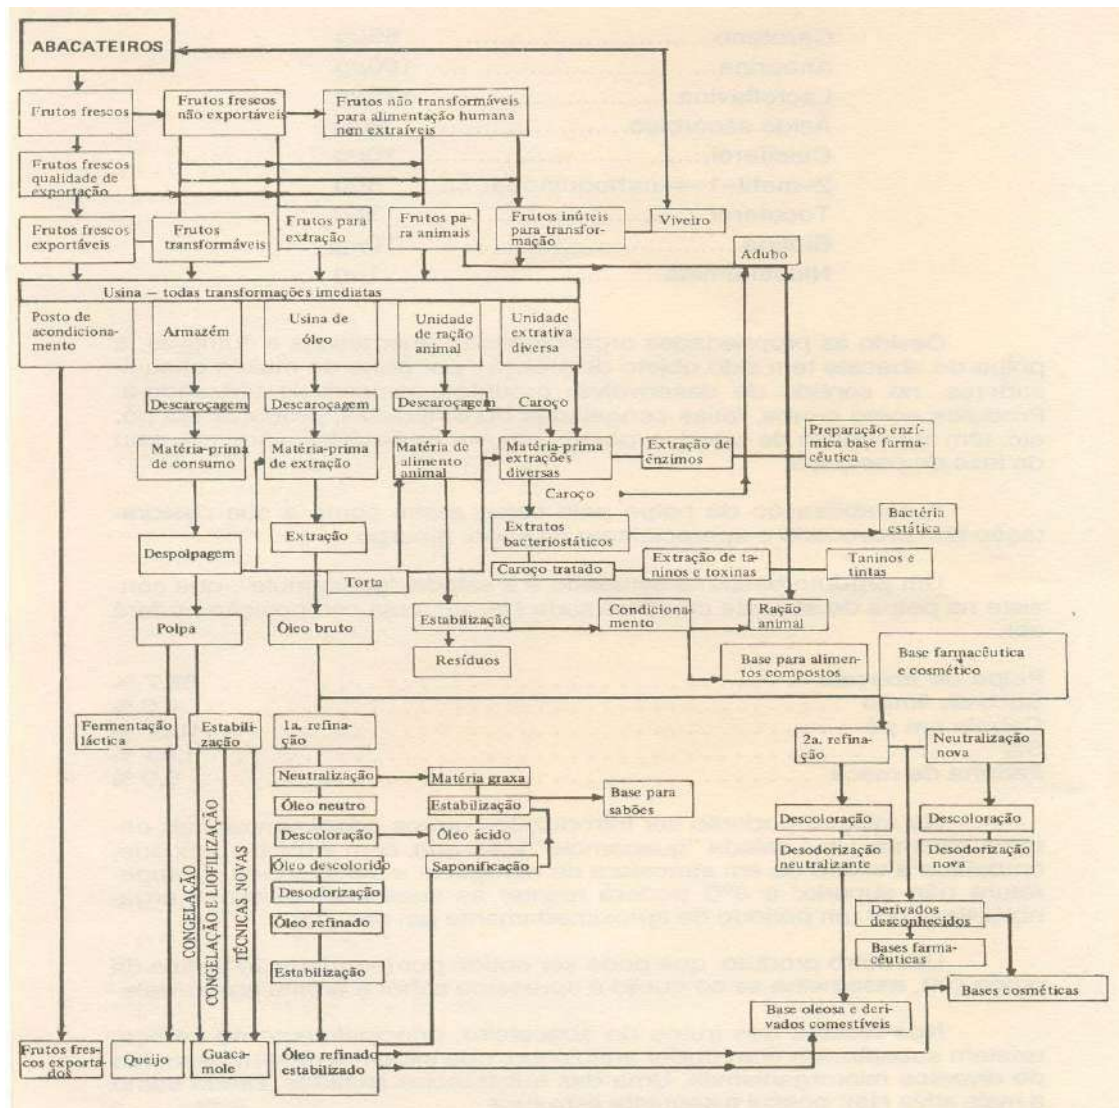 ABACATEIROS
Frutos frescos
Frutos frescos
não exportáveis
Frutos não transformáveis
para alimentação humana
nem extraíveis
Frutos frescos
qualidade de
exportação
Frutos frescos
exportáveis
Frutos
transformáveis
Frutos para
extração
Frutos pa-
ra animais
Frutos inúteis
para transfor-
mação
Viveiro
Adubo
Usina — todas transformações imediatas
Posto de
acondiciona-
mento
Armazém
Usina de
óleo
Unidade
de ração
animal
Unidade
extrativa
diversa
Descaroçagem
Descaroçagem
Descaroçagem
Caroço
Matéria-prima
de consumo
Matéria-prima
de extração
Matéria de
alimento
animal
Matéria-prima
extrações
diversas
Extração de
ênzimos
Preparação enzí-
mica base farma-
cêutica
Caroço
Bactéria
estática
Despolpagem
Extração
Extratos
bacteriostáticos
Caroço tratado
Extração de ta-
ninos e toxinas
Taninos e
tintas
Torta
Polpa
Óleo bruto
Estabilização
Condiciona-
mento
Ração
animal
Resíduos
Base para alimen-
tos compostos
Base farmacêutica
e cosmético
Fermentação
láctica
Estabili-
zação
1a. refina-
ção
2a. refina-
ção
Neutralização
nova
Neutralização
Matéria graxa
Óleo neutro
Estabilização
Base para
sabões
Descoloração
Óleo ácido
Descoloração
Descoloração
Óleo descolorido
Saponificação
Desodorização
neutralizante
Desodorização
nova
Desodorização
Óleo refinado
Derivados
desconhecidos
Bases farma-
cêuticas
Estabilização
Bases cosméticas
Base oleosa e deri-
vados comestíveis
CONGELAÇÃO
CONGELAÇÃO E LIOFILIZAÇÃO
TÉCNICAS NOVAS
Frutos fres-
cos exporta-
dos
Queijo
Guaca-
mole
Óleo refinado
estabilizado